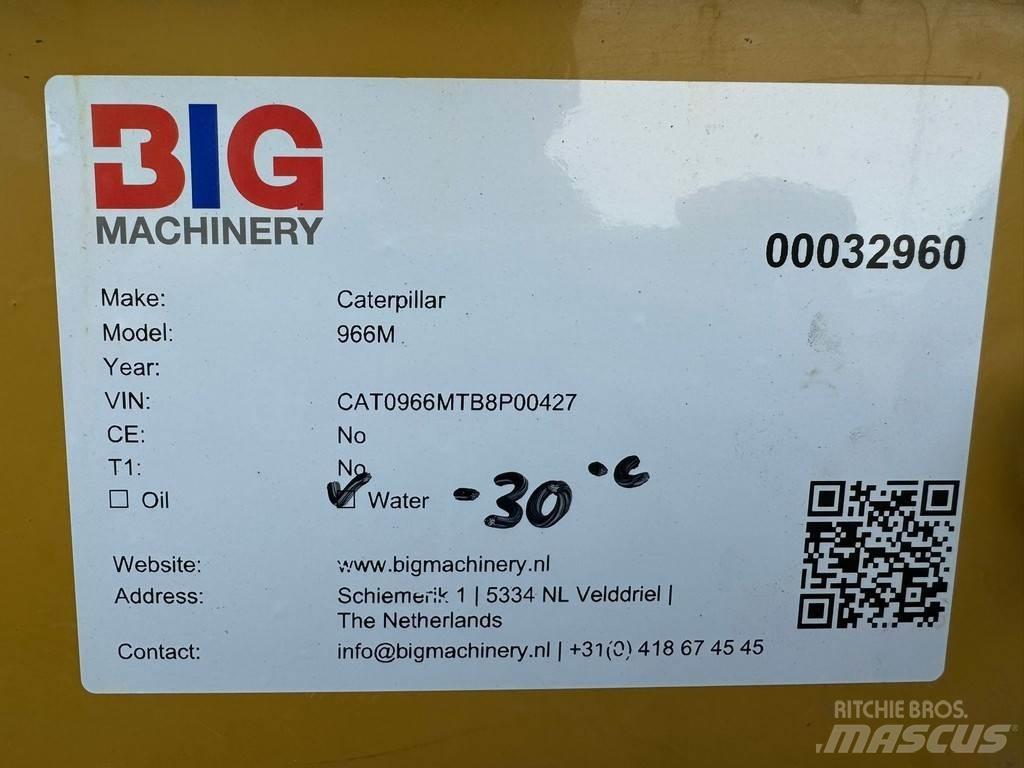 BIG
MACHINERY
00032960
Make: Caterpillar
Model: 966M
Year:
VIN: CAT0966MTB8P00427
CE: No
T1: No
☐ Oil ☑ Water -30 °C
Website: www.bigmachinery.nl
Address: Schiemerik 1 | 5334 NL Velddriel |
The Netherlands
Contact: info@bigmachinery.nl | +31(0) 418 67 45 45
RITCHIE BROS.
.MASCUS